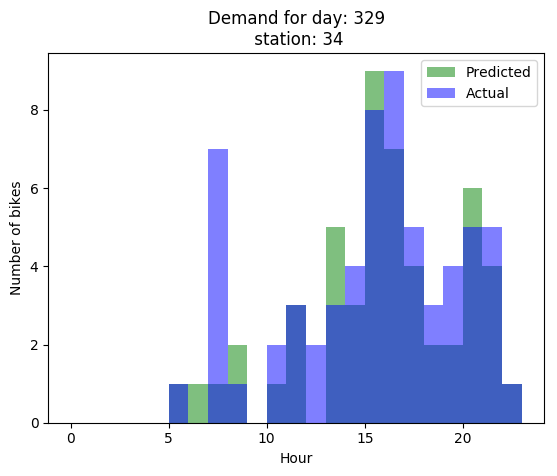 Demand for day: 329
station: 34
Predicted
Actual
Number of bikes
8
6
4
2
0
0 5 10 15 20
Hour